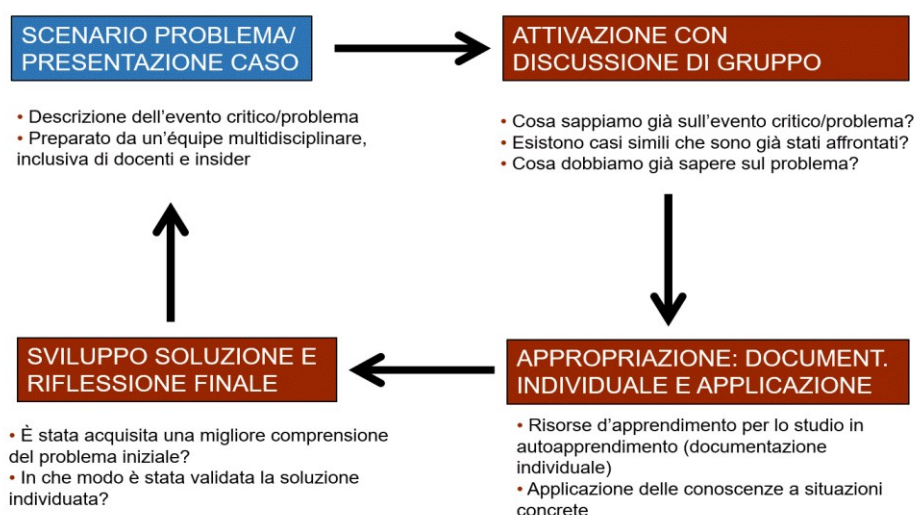 SCENARIO PROBLEMA/
PRESENTAZIONE CASO
• Descrizione dell'evento critico/problema
• Preparato da un'équipe multidisciplinare,
inclusiva di docenti e insider
ATTIVAZIONE CON
DISCUSSIONE DI GRUPPO
• Cosa sappiamo già sull'evento critico/problema?
• Esistono casi simili che sono già stati affrontati?
• Cosa dobbiamo già sapere sul problema?
APPROPRIAZIONE: DOCUMENT.
INDIVIDUALE E APPLICAZIONE
• Risorse d'apprendimento per lo studio in
autoapprendimento (documentazione
individuale)
• Applicazione delle conoscenze a situazioni
concrete
SVILUPPO SOLUZIONE E
RIFLESSIONE FINALE
• È stata acquisita una migliore comprensione
del problema iniziale?
• In che modo è stata validata la soluzione
individuata?